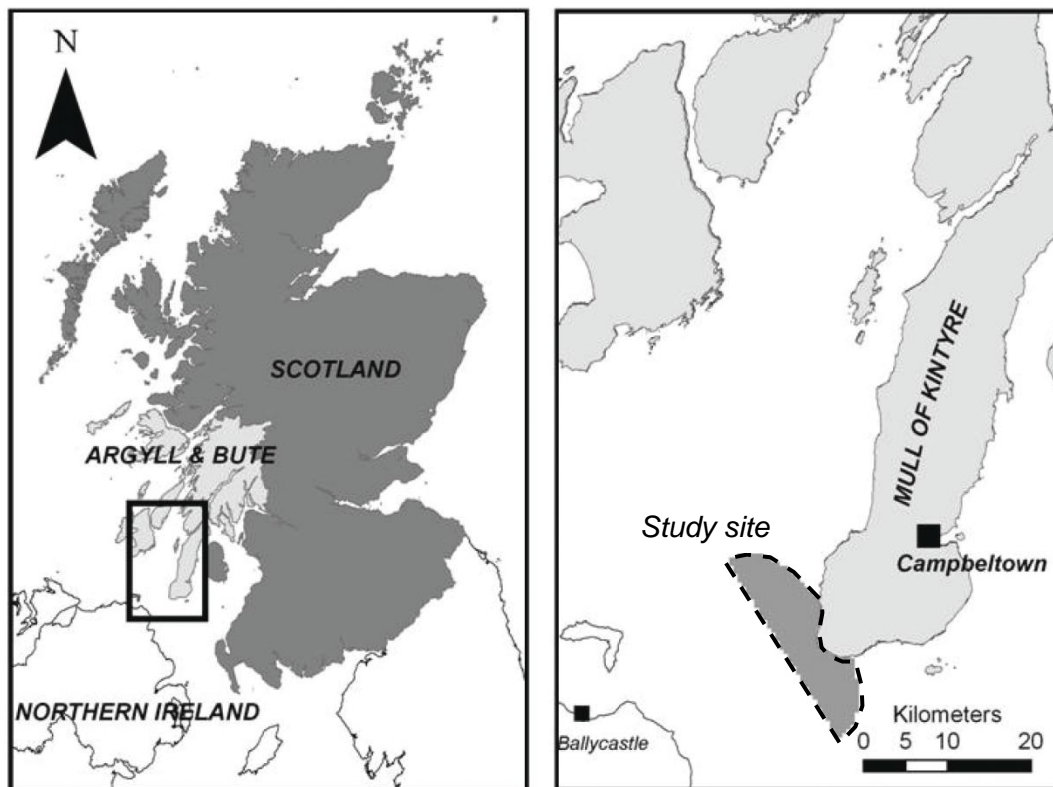 N
SCOTLAND
ARGYLL & BUTE
NORTHERN IRELAND
MULL OF KINTYRE
Study site
Campbeltown
Ballycastle
Kilometers
0 5 10 20